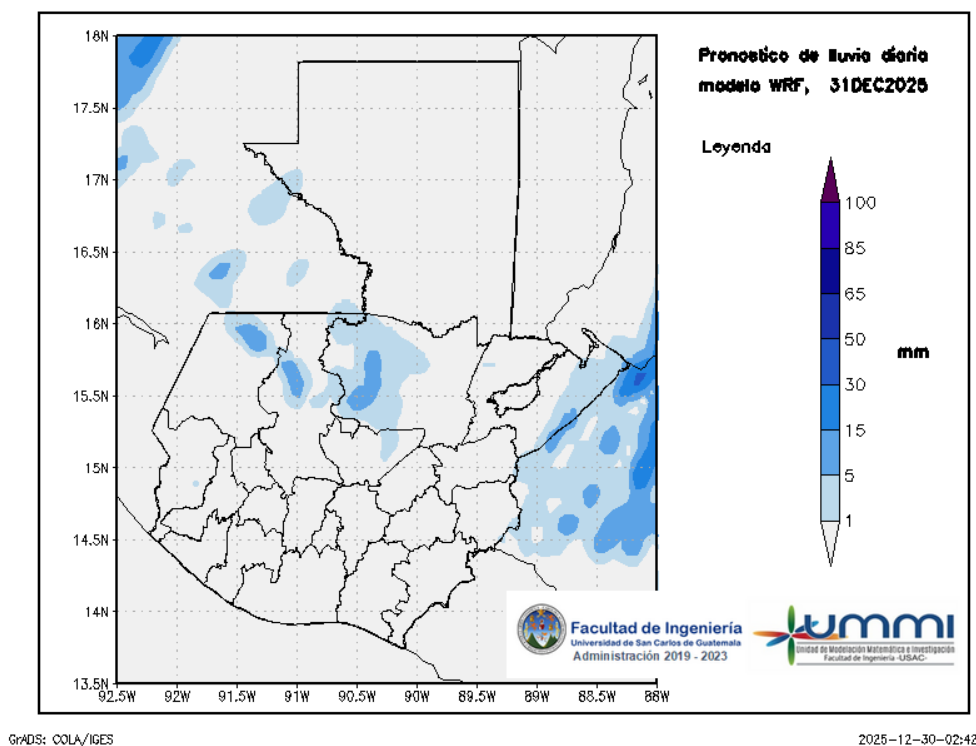 Pronostico de lluvia diaria
modelo WRF, 31DEC2025
Leyenda
100
85
65
50
30
15
5
1
mm
18N
17.5N
17N
16.5N
16N
15.5N
15N
14.5N
14N
13.5N
92.5W
92W
91.5W
91W
90.5W
90W
89.5W
89W
88.5W
88W
Facultad de Ingeniería
Universidad de San Carlos de Guatemala
Administración 2019 - 2023
ummi
Unidad de Modelación Matemática e Investigación
Facultad de Ingeniería -USAC-
GrADS: COLA/IGES
2025-12-30-02:42